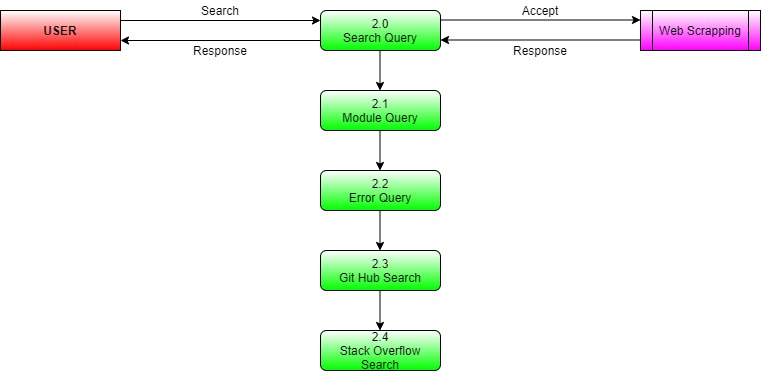 Search
Accept
USER
2.0
Search Query
Web Scrapping
Response
Response
2.1
Module Query
2.2
Error Query
2.3
Git Hub Search
2.4
Stack Overflow
Search